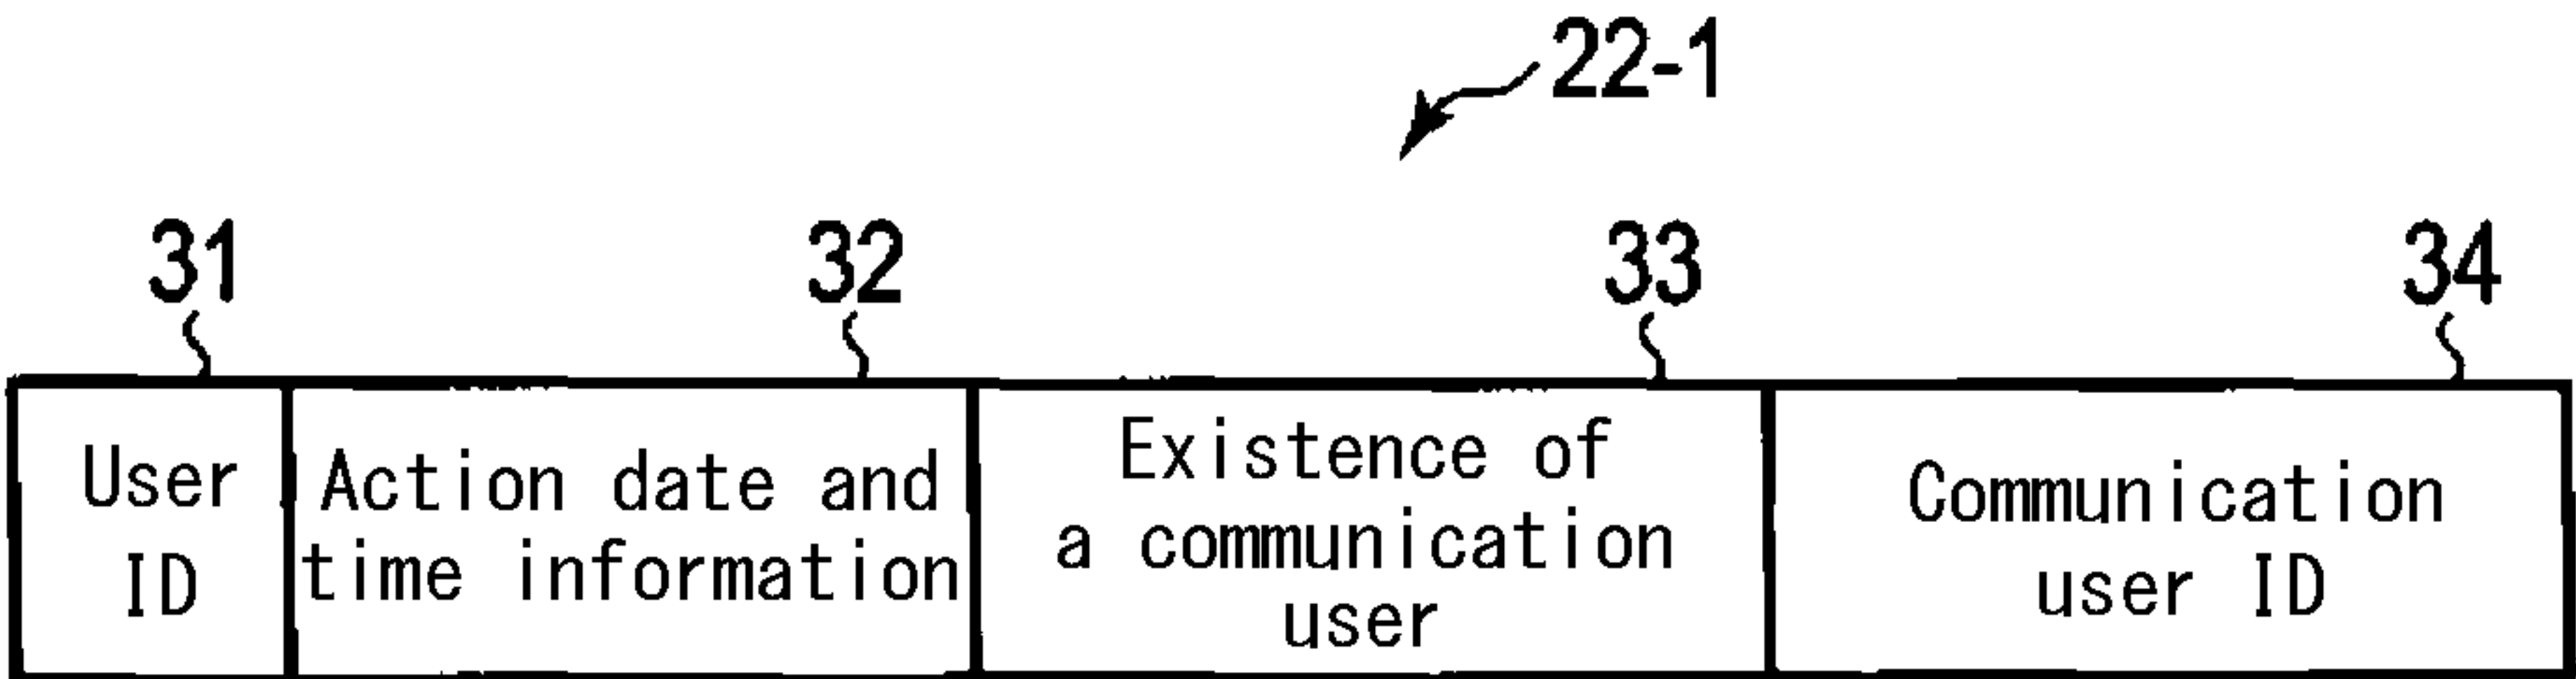 22-1
31
32
33
34
User
ID
Action date and
time information
Existence of
a communication
user
Communication
user ID